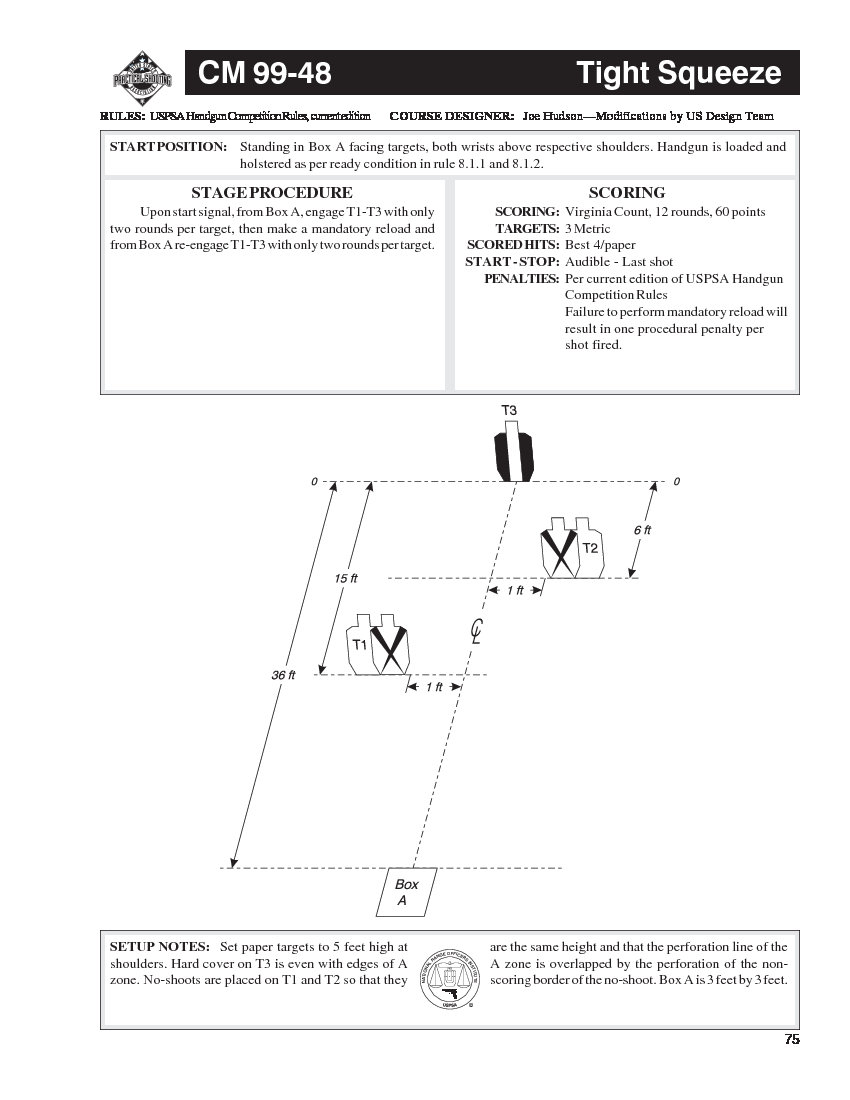 CM 99-48 Tight Squeeze
RULES: USPSA Handgun Competition Rules, current edition COURSE DESIGNER: Joe Hudson—Modifications by US Design Team
START POSITION: Standing in Box A facing targets, both wrists above respective shoulders. Handgun is loaded and
holstered as per ready condition in rule 8.1.1 and 8.1.2.
STAGE PROCEDURE
Upon start signal, from Box A, engage T1-T3 with only
two rounds per target, then make a mandatory reload and
from Box A re-engage T1-T3 with only two rounds per target.
SCORING
SCORING: Virginia Count, 12 rounds, 60 points
TARGETS: 3 Metric
SCORED HITS: Best 4/paper
START - STOP: Audible - Last shot
PENALTIES: Per current edition of USPSA Handgun
Competition Rules
Failure to perform mandatory reload will
result in one procedural penalty per
shot fired.
T3
0 0
6 ft
T2
15 ft
1 ft
CL
T1
36 ft
1 ft
Box
A
SETUP NOTES: Set paper targets to 5 feet high at
shoulders. Hard cover on T3 is even with edges of A
zone. No-shoots are placed on T1 and T2 so that they
are the same height and that the perforation line of the
A zone is overlapped by the perforation of the non-
scoring border of the no-shoot. Box A is 3 feet by 3 feet.
USPSA
75